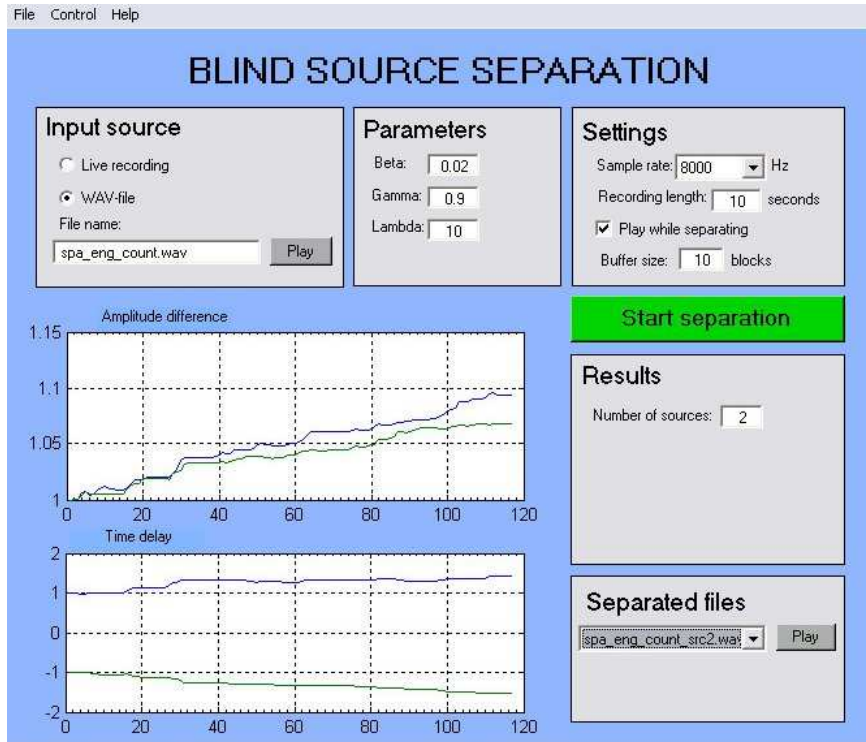 File Control Help
BLIND SOURCE SEPARATION
Input source
Live recording
WAV-file
File name:
spa_eng_count.wav Play
Parameters
Beta: 0.02
Gamma: 0.9
Lambda: 10
Settings
Sample rate: 8000 Hz
Recording length: 10 seconds
Play while separating
Buffer size: 10 blocks
Start separation
Amplitude difference
1.15
1.1
1.05
1
0 20 40 60 80 100 120
Time delay
2
1
0
-1
-2
0 20 40 60 80 100 120
Results
Number of sources: 2
Separated files
spa_eng_count_src2.wav Play